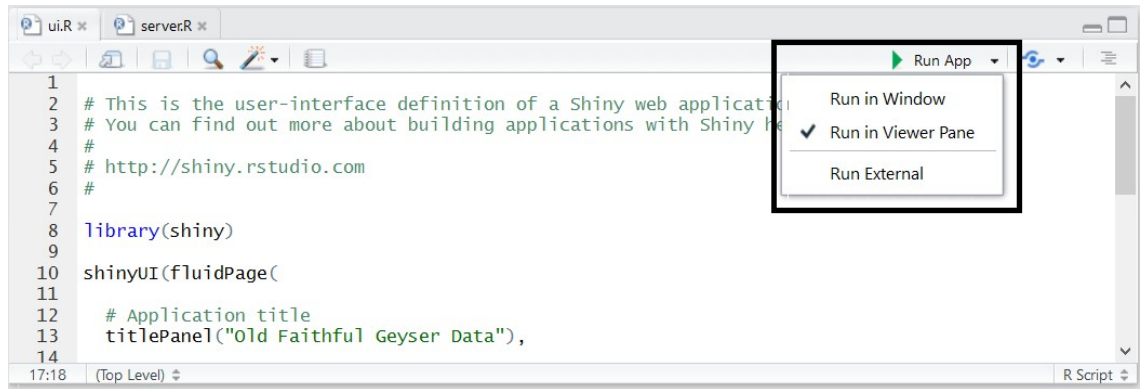 ui.R server.R
Run App
1
2 # This is the user-interface definition of a Shiny web applicatio
3 # You can find out more about building applications with Shiny he
4 #
5 # http://shiny.rstudio.com
6 #
7
8 library(shiny)
9
10 shinyUI(fluidPage(
11
12 # Application title
13 titlePanel("Old Faithful Geyser Data"),
14
Run in Window
Run in Viewer Pane
Run External
17:18 (Top Level) R Script